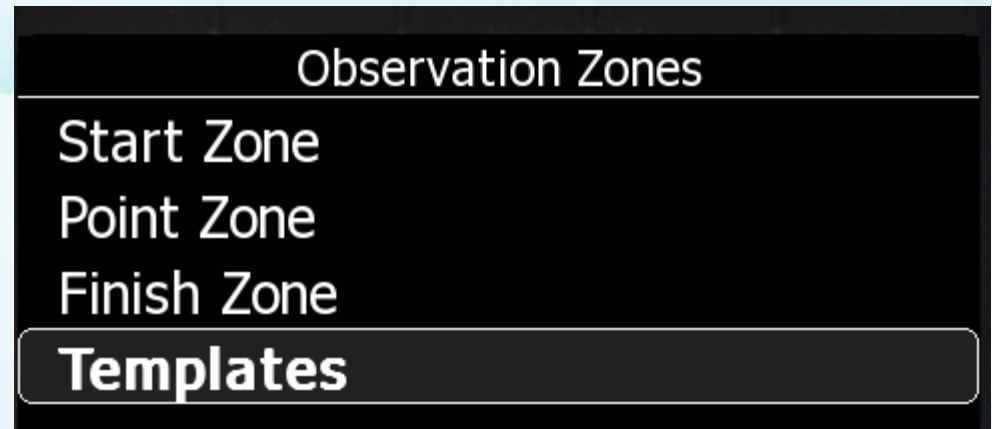 Observation Zones
Start Zone
Point Zone
Finish Zone
Templates